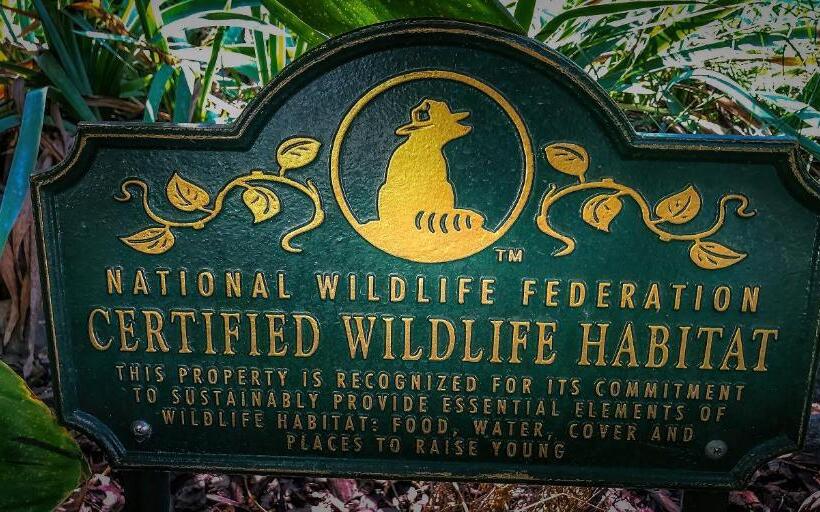 TM
NATIONAL WILDLIFE FEDERATION
CERTIFIED WILDLIFE HABITAT
THIS PROPERTY IS RECOGNIZED FOR ITS COMMITMENT
TO SUSTAINABLY PROVIDE ESSENTIAL ELEMENTS OF
WILDLIFE HABITAT: FOOD, WATER, COVER AND
PLACES TO RAISE YOUNG